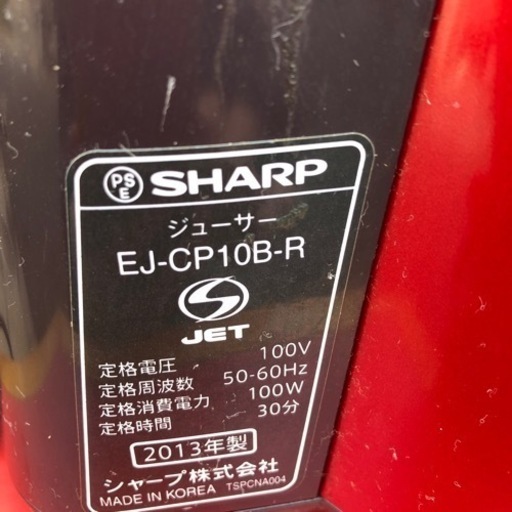 PSE SHARP
ジューサー
EJ-CP10B-R
S
JET
定格電圧 100V
定格周波数 50-60Hz
定格消費電力 100W
定格時間 30分
2013年製
シャープ株式会社
MADE IN KOREA TSPCNA004